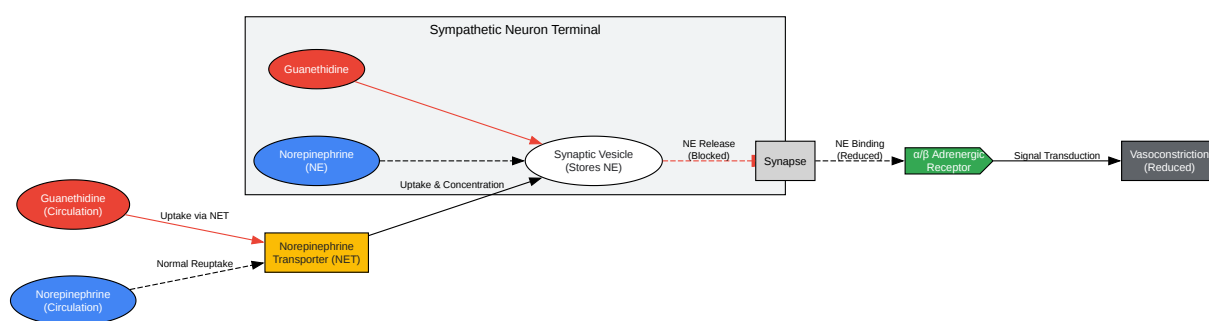 Sympathetic Neuron Terminal
Guanethidine
Norepinephrine
(NE)
Synaptic Vesicle
(Stores NE)
NE Release
(Blocked)
Synapse
NE Binding
(Reduced)
α/β Adrenergic
Receptor
Signal Transduction
Vasoconstriction
(Reduced)
Uptake & Concentration
Guanethidine
(Circulation)
Uptake via NET
Norepinephrine
Transporter (NET)
Normal Reuptake
Norepinephrine
(Circulation)